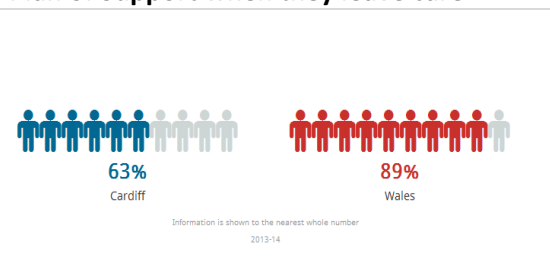 63%
Cardiff
89%
Wales
Information is shown to the nearest whole number
2013-14